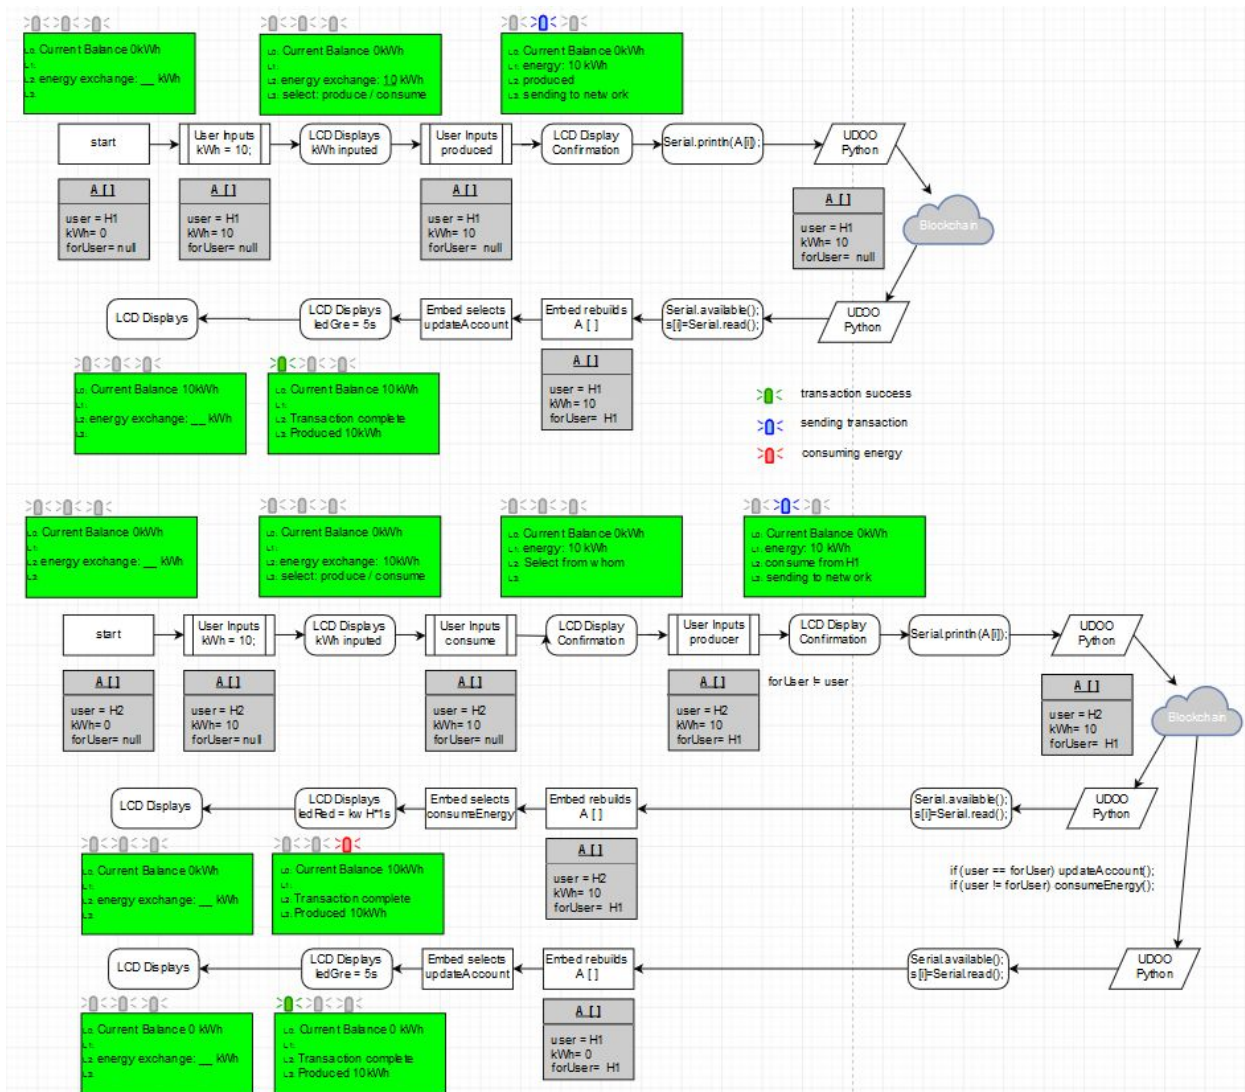 L0: Current Balance 0kWh
L1:
L2: energy exchange: __ kWh
L3:
L0: Current Balance 0kWh
L1:
L2: energy exchange: 10 kWh
L3: select: produce / consume
L0: Current Balance 0kWh
L1: energy: 10 kWh
L2: produced
L3: sending to network
start
User Inputs
kWh = 10;
LCD Displays
kWh inputed
User Inputs
produced
LCD Display
Confirmation
Serial.println(A[i]);
UDOO
Python
A [ ]
user = H1
kWh= 0
forUser= null
A [ ]
user = H1
kWh= 10
forUser= null
A [ ]
user = H1
kWh= 10
forUser= null
A [ ]
user = H1
kWh= 10
forUser= null
Blockchain
LCD Displays
LCD Displays
ledGre = 5s
Embed selects
updateAccount
Embed rebuilds
A [ ]
Serial.available();
s[i]=Serial.read();
UDOO
Python
L0: Current Balance 10kWh
L1:
L2: energy exchange: __ kWh
L3:
L0: Current Balance 10kWh
L1:
L2: Transaction complete
L3: Produced 10kWh
A [ ]
user = H1
kWh= 10
forUser= H1
transaction success
sending transaction
consuming energy
L0: Current Balance 0kWh
L1:
L2: energy exchange: __ kWh
L3:
L0: Current Balance 0kWh
L1:
L2: energy exchange: 10kWh
L3: select: produce / consume
L0: Current Balance 0kWh
L1: energy: 10 kWh
L2: Select from whom
L3:
L0: Current Balance 0kWh
L1: energy: 10 kWh
L2: consume from H1
L3: sending to network
start
User Inputs
kWh = 10;
LCD Displays
kWh inputed
User Inputs
consume
LCD Display
Confirmation
User Inputs
producer
LCD Display
Confirmation
Serial.println(A[i]);
UDOO
Python
A [ ]
user = H2
kWh= 0
forUser= null
A [ ]
user = H2
kWh= 10
forUser= null
A [ ]
user = H2
kWh= 10
forUser= null
A [ ]
user = H2
kWh= 10
forUser= H1
forUser != user
A [ ]
user = H2
kWh= 10
forUser= H1
Blockchain
LCD Displays
LCD Displays
ledRed = kw H*1s
Embed selects
consumeEnergy
Embed rebuilds
A [ ]
Serial.available();
s[i]=Serial.read();
UDOO
Python
L0: Current Balance 0kWh
L1:
L2: energy exchange: __ kWh
L3:
L0: Current Balance 10kWh
L1:
L2: Transaction complete
L3: Produced 10kWh
A [ ]
user = H2
kWh= 10
forUser= H1
if (user == forUser) updateAccount();
if (user != forUser) consumeEnergy();
LCD Displays
LCD Displays
ledGre = 5s
Embed selects
updateAccount
Embed rebuilds
A [ ]
Serial.available();
s[i]=Serial.read();
UDOO
Python
L0: Current Balance 0 kWh
L1:
L2: energy exchange: __ kWh
L3:
L0: Current Balance 0 kWh
L1:
L2: Transaction complete
L3: Produced 10kWh
A [ ]
user = H1
kWh= 0
forUser= H1